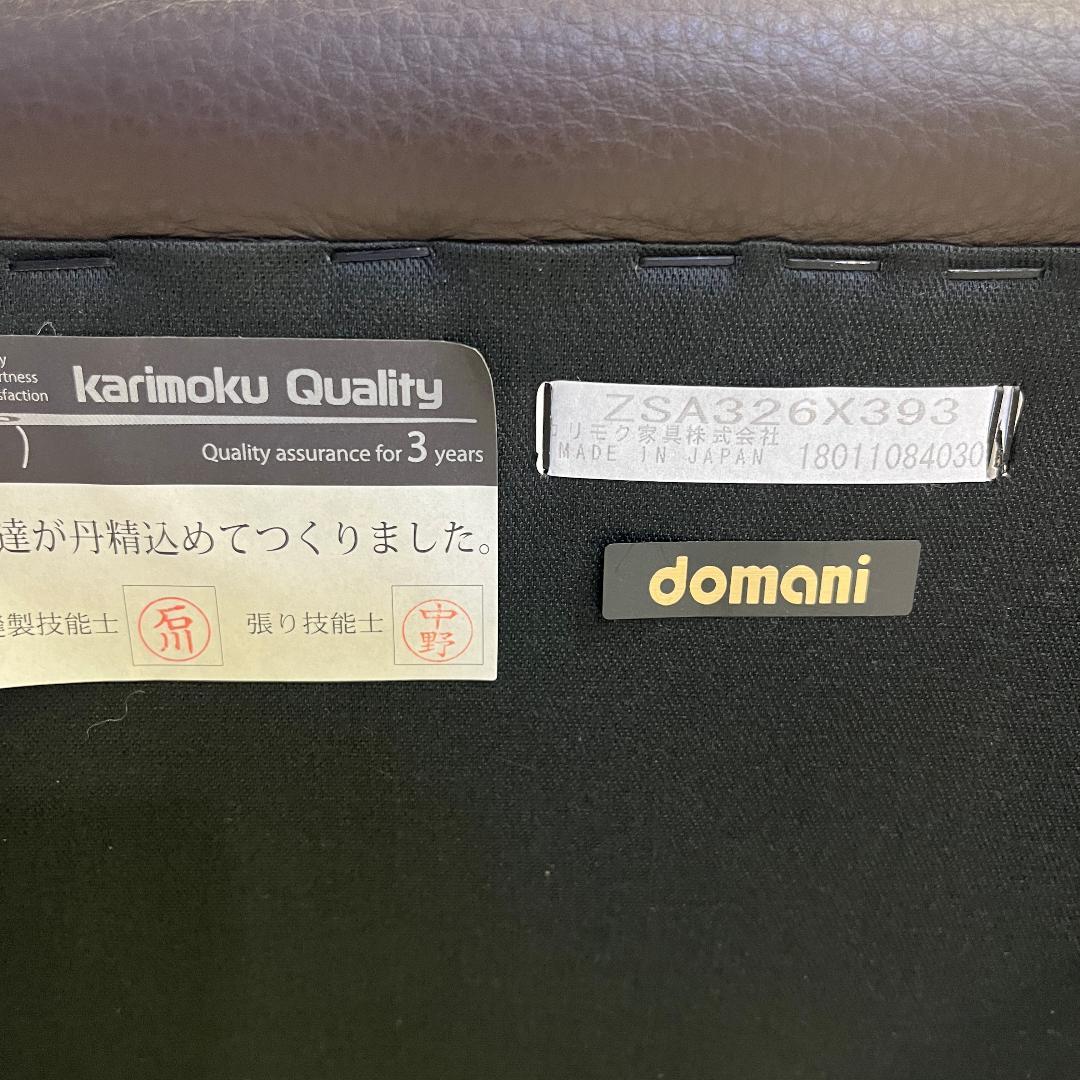 karimoku Quality
Quality assurance for 3 years
達が丹精込めてつくりました。
縫製技能士 石川 張り技能士 中野
ZSA326X393
カリモク家具株式会社
MADE IN JAPAN 18011084030
domani